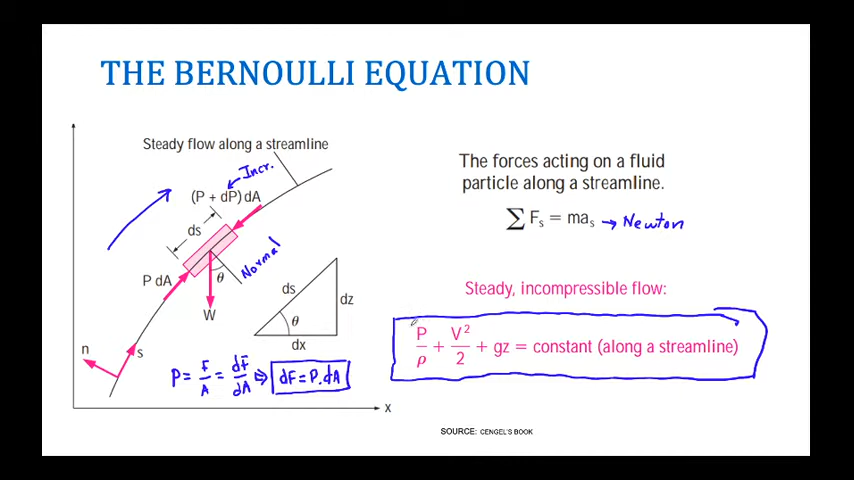 THE BERNOULLI EQUATION
Steady flow along a streamline
Incr.
(P + dP) dA
ds
Normal
θ
P dA
W
n
s
ds
dz
θ
dx
P = F/A = dF/dA ⇒ dF = P.dA
x
The forces acting on a fluid
particle along a streamline.
∑ Fs = mas → Newton
Steady, incompressible flow:
P/ρ + V²/2 + gz = constant (along a streamline)
SOURCE: CENGEL'S BOOK